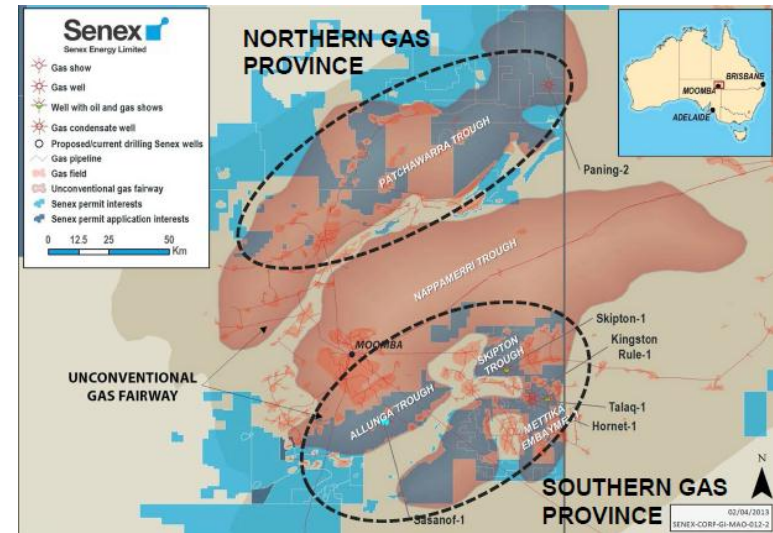 Senex
Senex Energy Limited
Gas show
Gas well
Well with oil and gas shows
Gas condensate well
Proposed/current drilling Senex wells
Gas pipeline
Gas field
Unconventional gas fairway
Senex permit interests
Senex permit application interests
0 12.5 25 50
Km
NORTHERN GAS
PROVINCE
BRISBANE
MOOMBA
ADELAIDE
PATCHAWARRA TROUGH
Paning-2
NAPPAMERRI TROUGH
Skipton-1
Kingston
Rule-1
MOOMBA
SKIPTON
TROUGH
UNCONVENTIONAL
GAS FAIRWAY
ALLUNGA TROUGH
Talaq-1
METTIKA
Hornet-1
Sasanof-1
SOUTHERN GAS
PROVINCE
N
02/04/2013
SENEX-CORP-GI-MAO-012-2